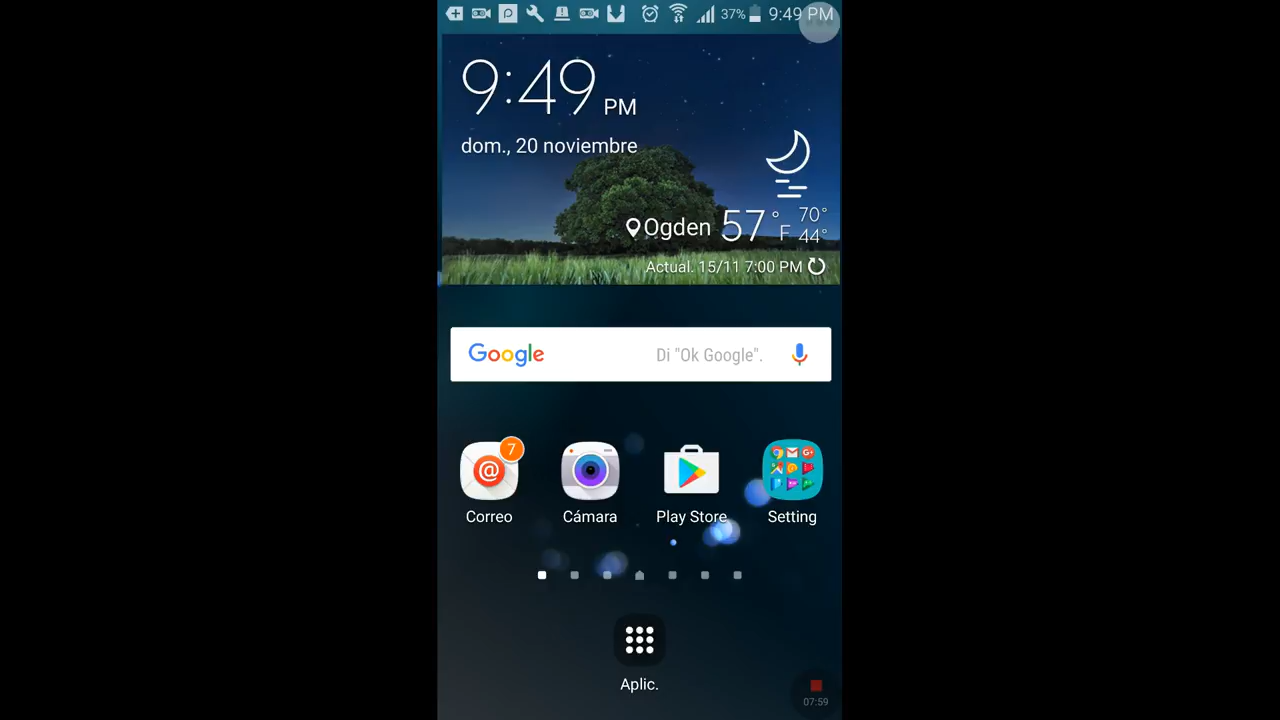 37% 9:49 PM
9:49 PM
dom., 20 noviembre
Ogden 57°F 70° 44°
Actual. 15/11 7:00 PM
Google Di "Ok Google".
7
Correo Cámara Play Store Setting
Aplic.
07:59